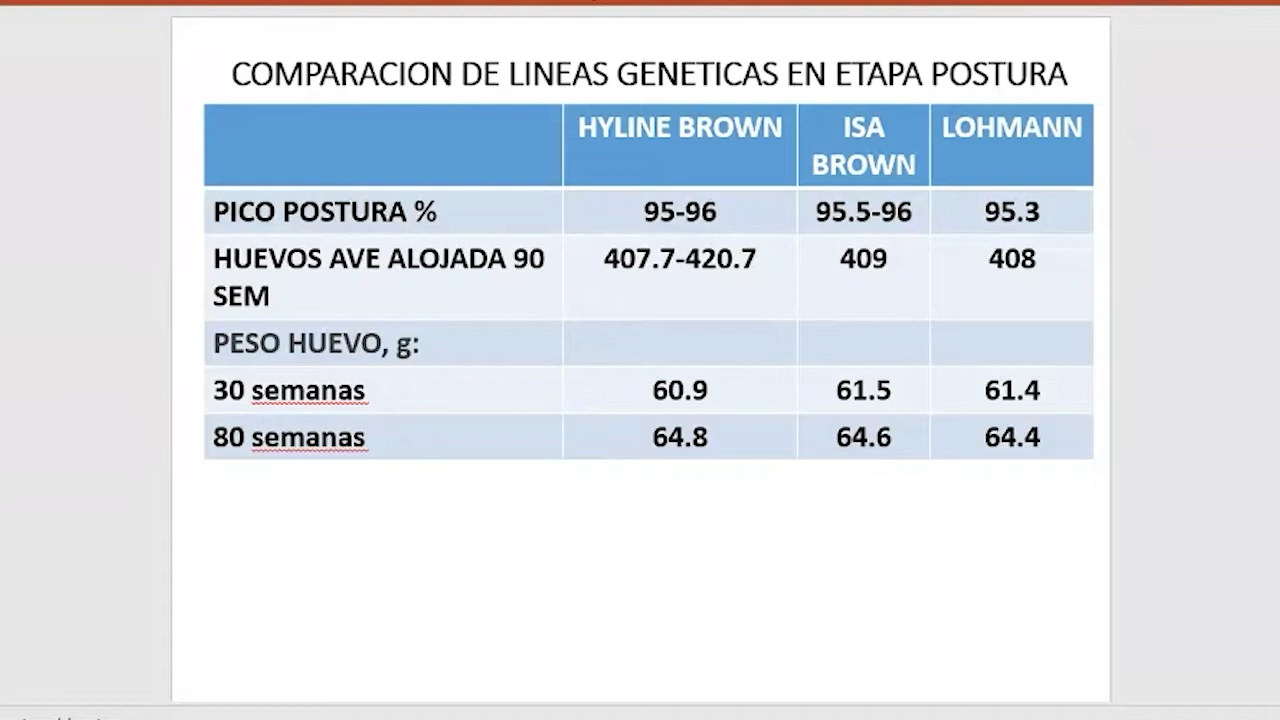 COMPARACION DE LINEAS GENETICAS EN ETAPA POSTURA
HYLINE BROWN ISA BROWN LOHMANN
PICO POSTURA % 95-96 95.5-96 95.3
HUEVOS AVE ALOJADA 90 SEM 407.7-420.7 409 408
PESO HUEVO, g:
30 semanas 60.9 61.5 61.4
80 semanas 64.8 64.6 64.4